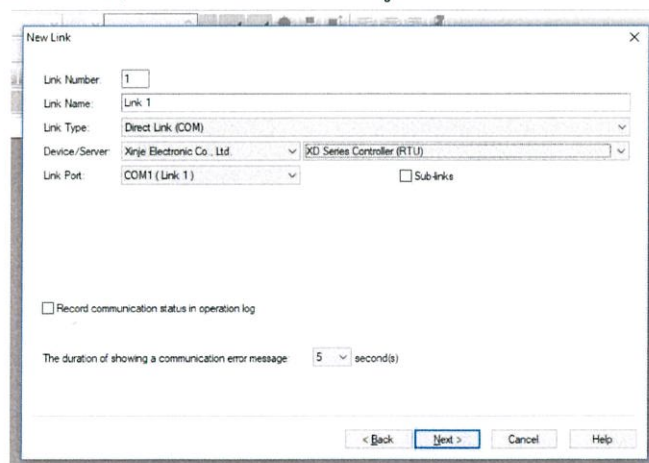 New Link
Link Number: 1
Link Name: Link 1
Link Type: Direct Link (COM)
Device/Server: Xinje Electronic Co., Ltd. XD Series Controller (RTU)
Link Port: COM1 ( Link 1 ) Sub-links
Record communication status in operation log
The duration of showing a communication error message: 5 second(s)
< Back Next > Cancel Help